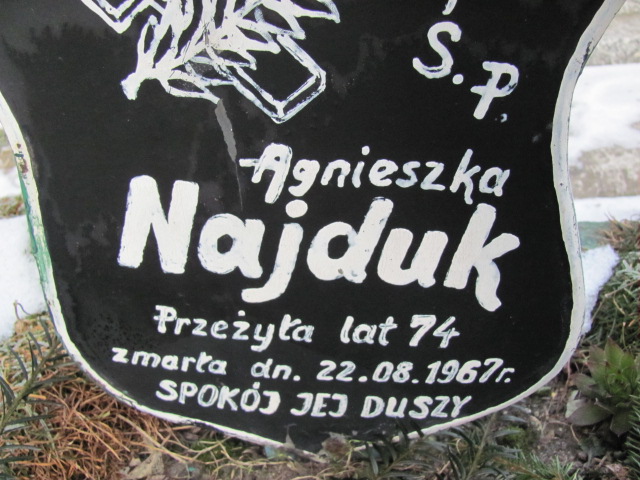 Ś.P.
Agnieszka
Najduk
Przeżyła lat 74
zmarła dn. 22.08.1967r.
SPOKÓJ JEJ DUSZY